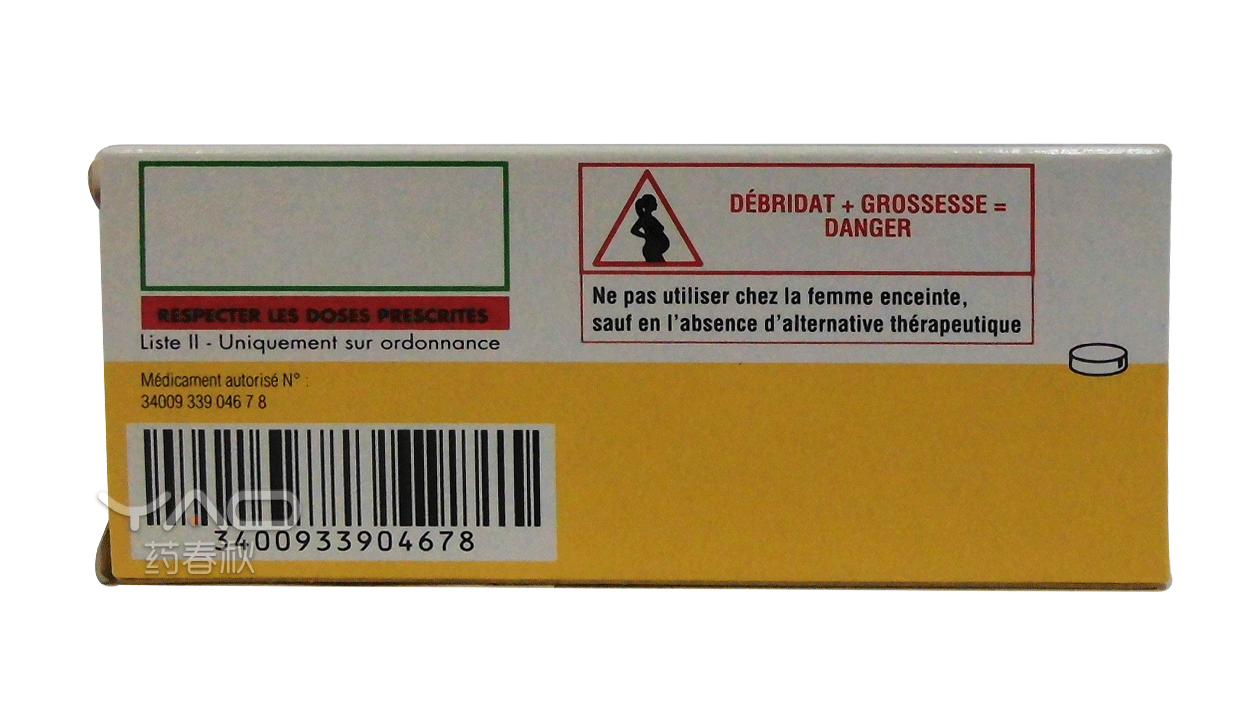 RESPECTER LES DOSES PRESCRITES
Liste II - Uniquement sur ordonnance
Médicament autorisé N° :
34009 339 046 7 8
3400933904678
YAO
药春秋
DÉBRIDAT + GROSSESSE =
DANGER
Ne pas utiliser chez la femme enceinte,
sauf en l'absence d'alternative thérapeutique